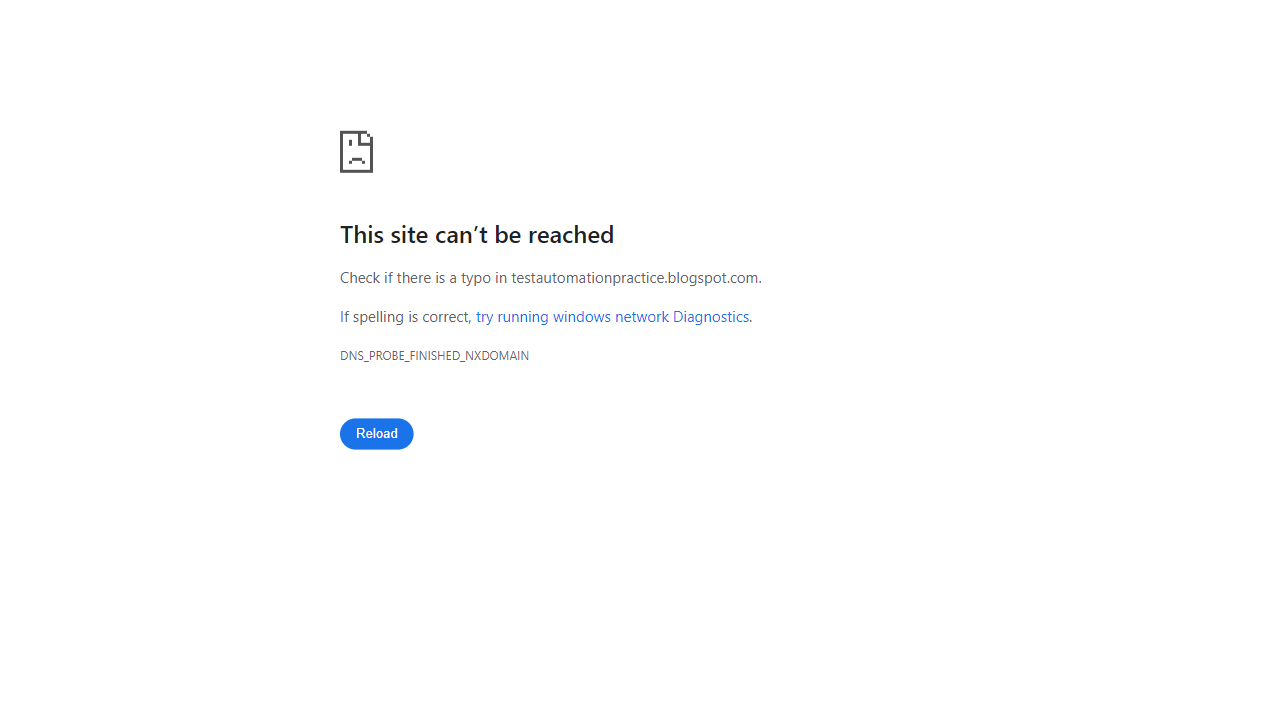 This site can’t be reached
Check if there is a typo in testautomationpractice.blogspot.com.
If spelling is correct, try running windows network Diagnostics.
DNS_PROBE_FINISHED_NXDOMAIN
Reload